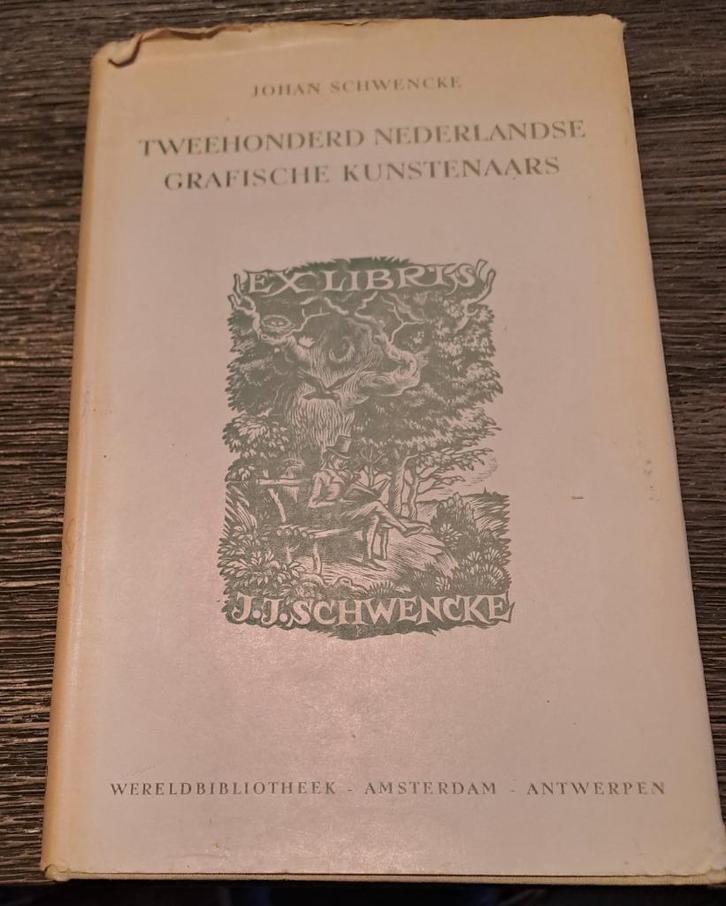 JOHAN SCHWENCKE
TWEEHONDERD NEDERLANDSE
GRAFISCHE KUNSTENAARS
EX LIBRIS
J.J. SCHWENCKE
WERELDBIBLIOTHEEK - AMSTERDAM - ANTWERPEN